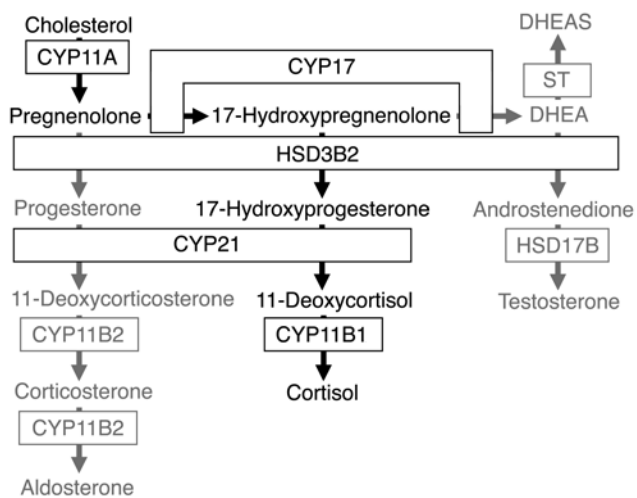 Cholesterol
DHEAS
CYP11A
CYP17
ST
Pregnenolone
17-Hydroxypregnenolone
DHEA
HSD3B2
Progesterone
17-Hydroxyprogesterone
Androstenedione
CYP21
HSD17B
11-Deoxycorticosterone
11-Deoxycortisol
Testosterone
CYP11B2
CYP11B1
Corticosterone
Cortisol
CYP11B2
Aldosterone